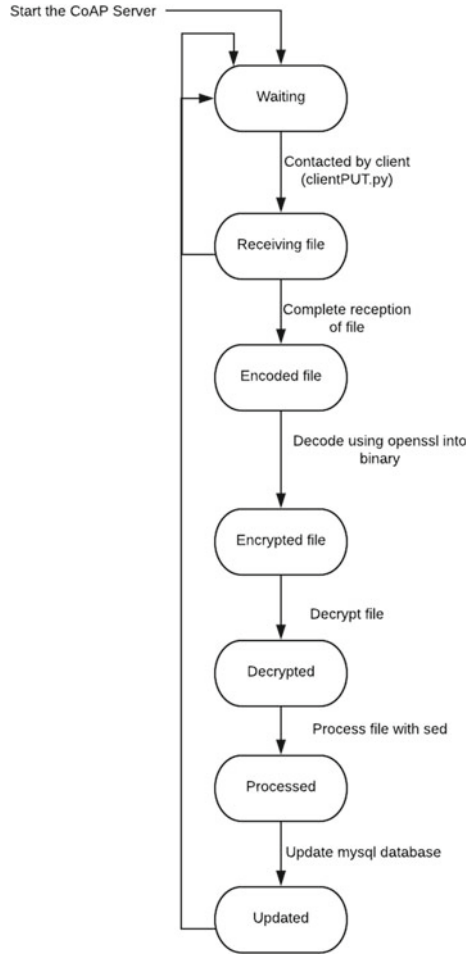 Start the CoAP Server
Waiting
Contacted by client
(clientPUT.py)
Receiving file
Complete reception
of file
Encoded file
Decode using openssl into
binary
Encrypted file
Decrypt file
Decrypted
Process file with sed
Processed
Update mysql database
Updated